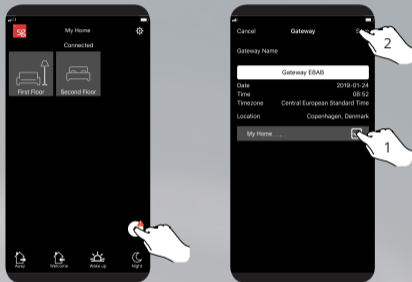 My Home
Connected
First Floor
Second Floor
Away
Welcome
Wake up
Night
Cancel
Gateway
2
Gateway Name
Gateway E8AB
Date 2019-01-24
Time 08:52
Timezone Central European Standard Time
Location Copenhagen, Denmark
My Home......
1